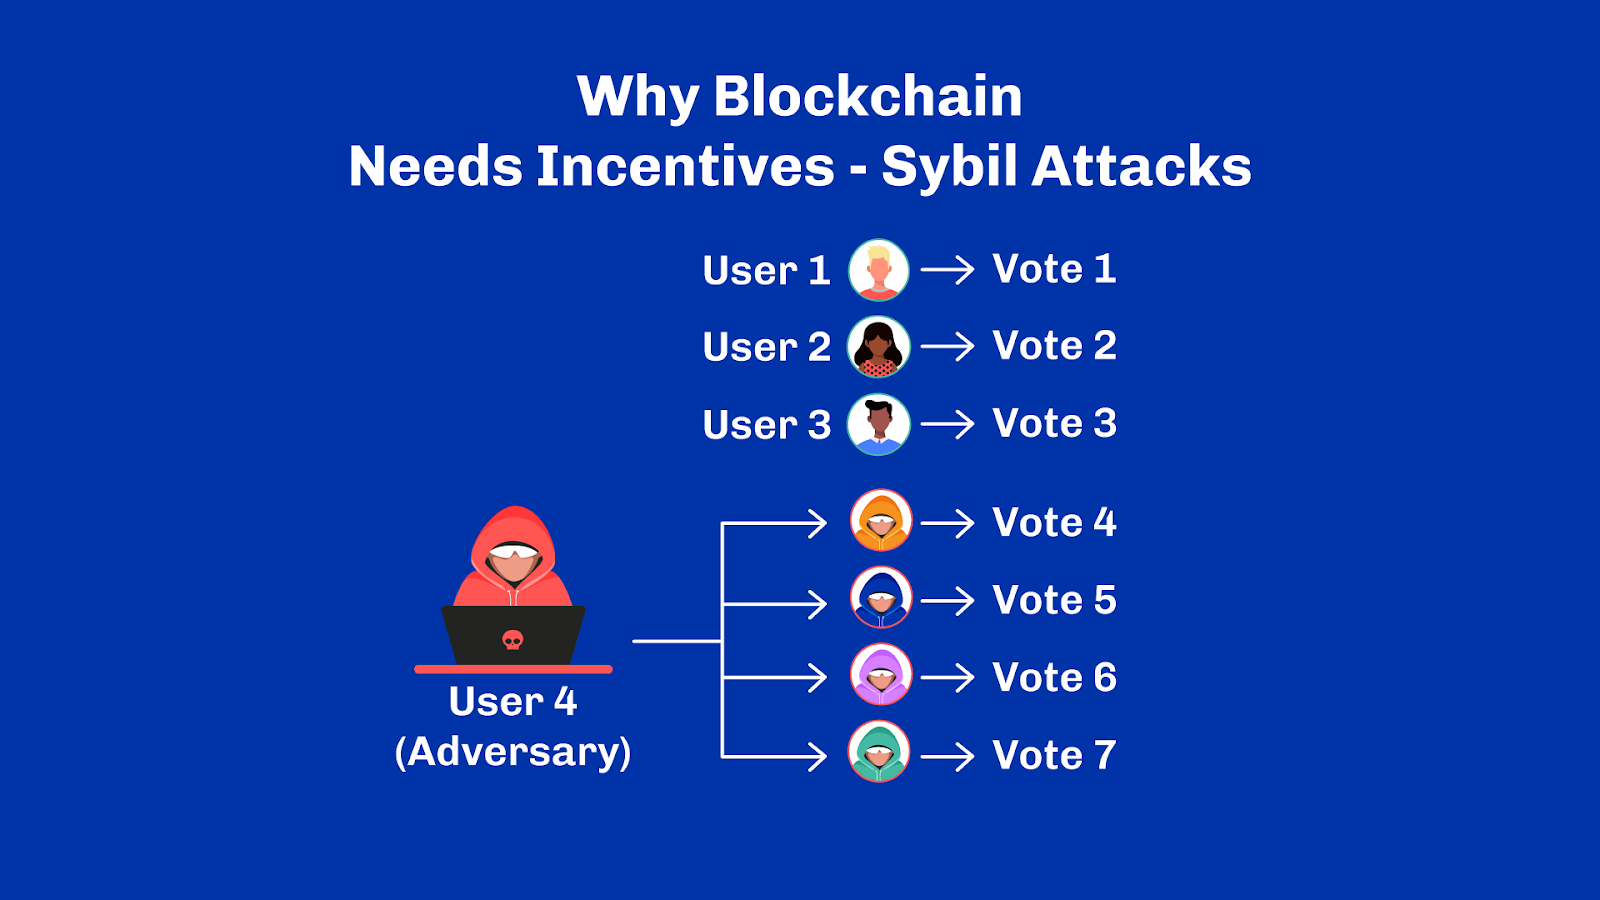 Why Blockchain
Needs Incentives - Sybil Attacks
User 1
Vote 1
User 2
Vote 2
User 3
Vote 3
Vote 4
Vote 5
Vote 6
Vote 7
User 4
(Adversary)